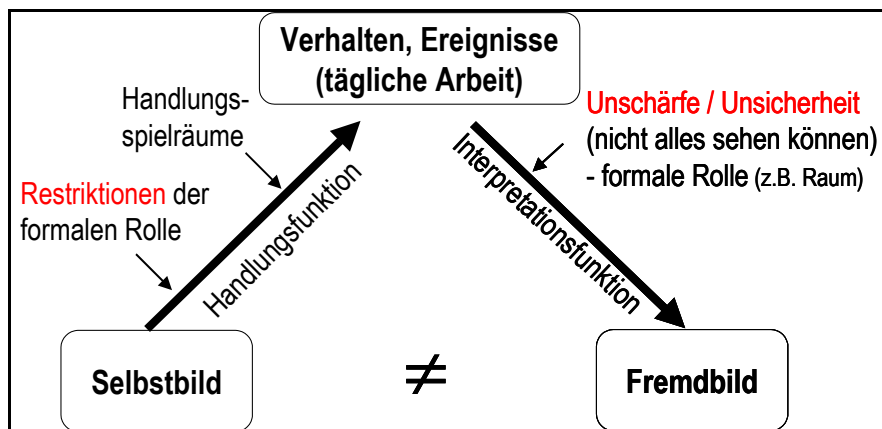 Verhalten, Ereignisse
(tägliche Arbeit)
Handlungs-
spielräume
Unschärfe / Unsicherheit
(nicht alles sehen können)
- formale Rolle (z.B. Raum)
Restriktionen der
formalen Rolle
Handlungsfunktion
Interpretationsfunktion
Selbstbild
≠
Fremdbild